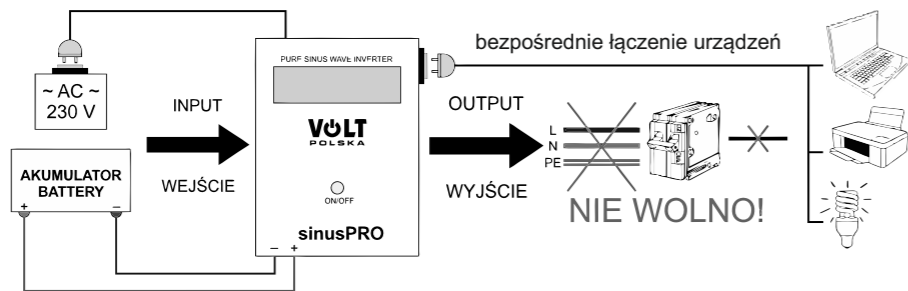 ~ AC ~
230 V
AKUMULATOR
BATTERY
+ –
INPUT
WEJŚCIE
PURE SINUS WAVE INVERTER
VOLT
POLSKA
ON/OFF
sinusPRO
– +
bezpośrednie łączenie urządzeń
OUTPUT
WYJŚCIE
L
N
PE
NIE WOLNO!